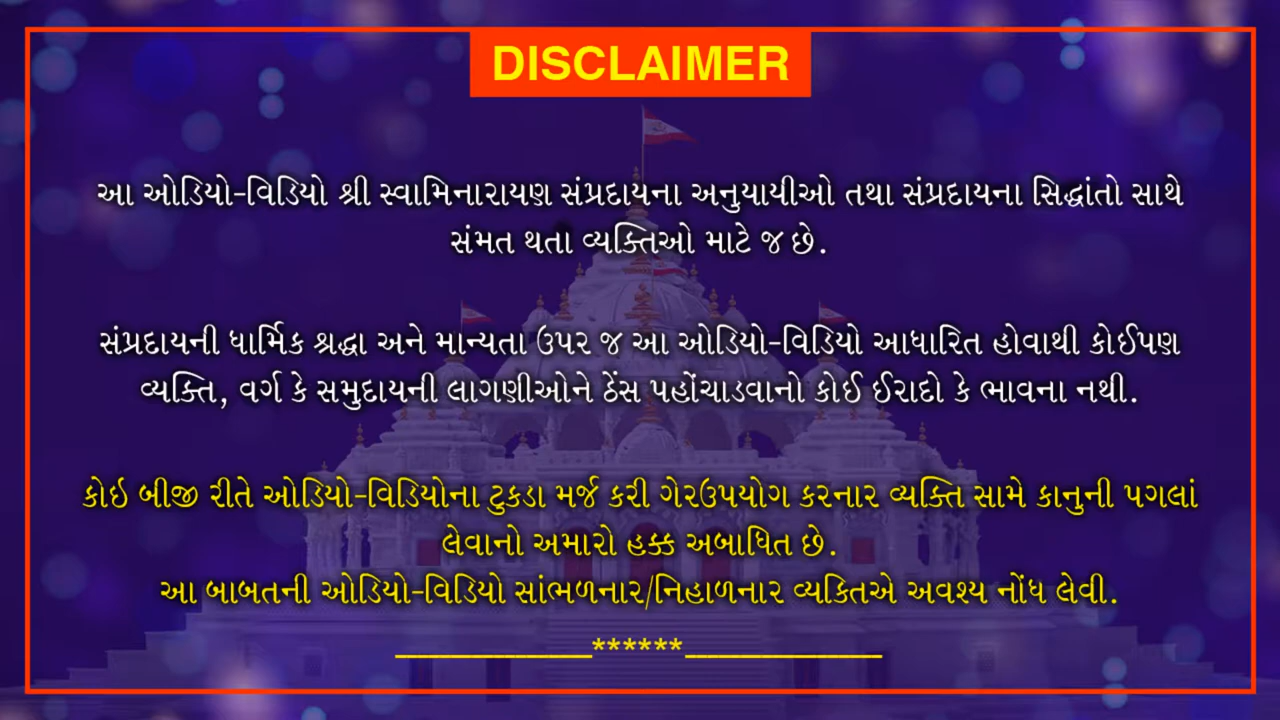 DISCLAIMER
આ ઓડિયો-વિડિયો શ્રી સ્વામિનારાયણ સંપ્રદાયના અનુયાયીઓ તથા સંપ્રદાયના સિદ્ધાંતો સાથે
સંમત થતા વ્યક્તિઓ માટે જ છે.
સંપ્રદાયની ધાર્મિક શ્રદ્ધા અને માન્યતા ઉપર જ આ ઓડિયો-વિડિયો આધારિત હોવાથી કોઈપણ
વ્યક્તિ, વર્ગ કે સમુદાયની લાગણીઓને ઠેંસ પહોંચાડવાનો કોઈ ઈરાદો કે ભાવના નથી.
કોઇ બીજી રીતે ઓડિયો-વિડિયોના ટુકડા મર્જ કરી ગેરઉપયોગ કરનાર વ્યક્તિ સામે કાનુની પગલાં
લેવાનો અમારો હક્ક અબાધિત છે.
આ બાબતની ઓડિયો-વિડિયો સાંભળનાર/નિહાળનાર વ્યકિતએ અવશ્ય નોંધ લેવી.
______________******______________